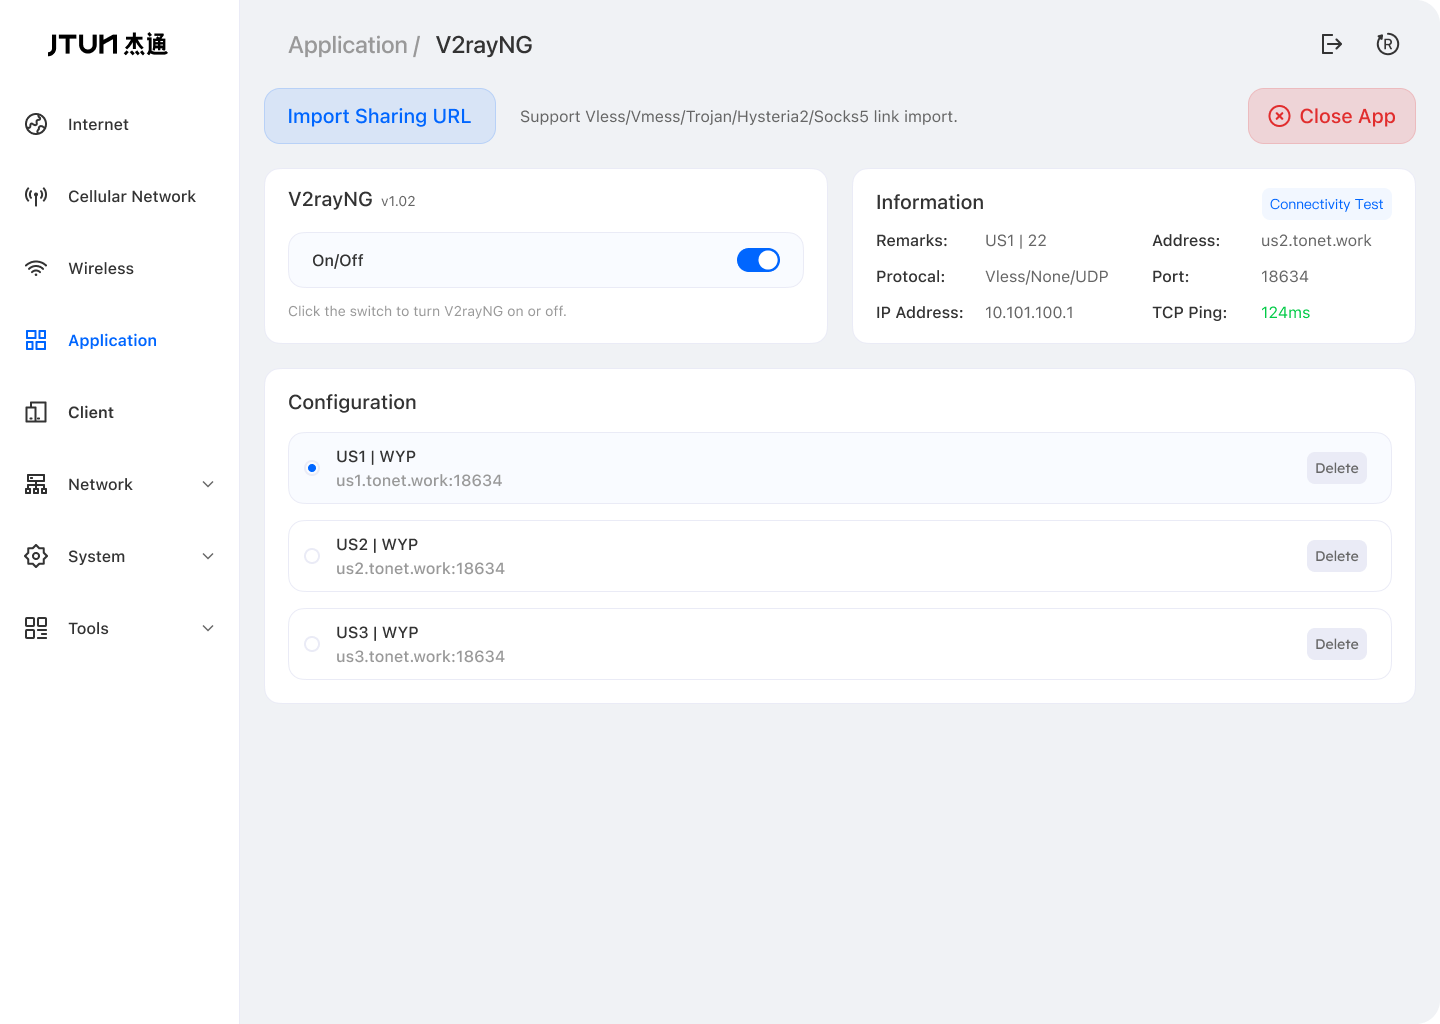 JTUN 杰通
Internet
Cellular Network
Wireless
Application
Client
Network
System
Tools
Application / V2rayNG
Import Sharing URL
Support Vless/Vmess/Trojan/Hysteria2/Socks5 link import.
Close App
V2rayNG v1.02
On/Off
Click the switch to turn V2rayNG on or off.
Information
Connectivity Test
Remarks: US1 | 22
Address: us2.tonet.work
Protocal: Vless/None/UDP
Port: 18634
IP Address: 10.101.100.1
TCP Ping: 124ms
Configuration
US1 | WYP
us1.tonet.work:18634
Delete
US2 | WYP
us2.tonet.work:18634
Delete
US3 | WYP
us3.tonet.work:18634
Delete